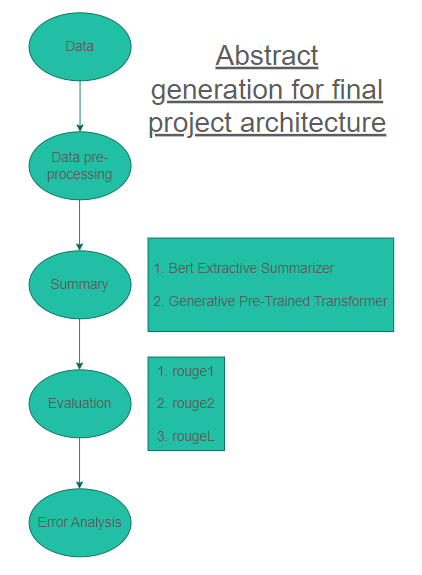 Data
Abstract
generation for final
project architecture
Data pre-
processing
Summary
1. Bert Extractive Summarizer
2. Generative Pre-Trained Transformer
Evaluation
1. rouge1
2. rouge2
3. rougeL
Error Analysis